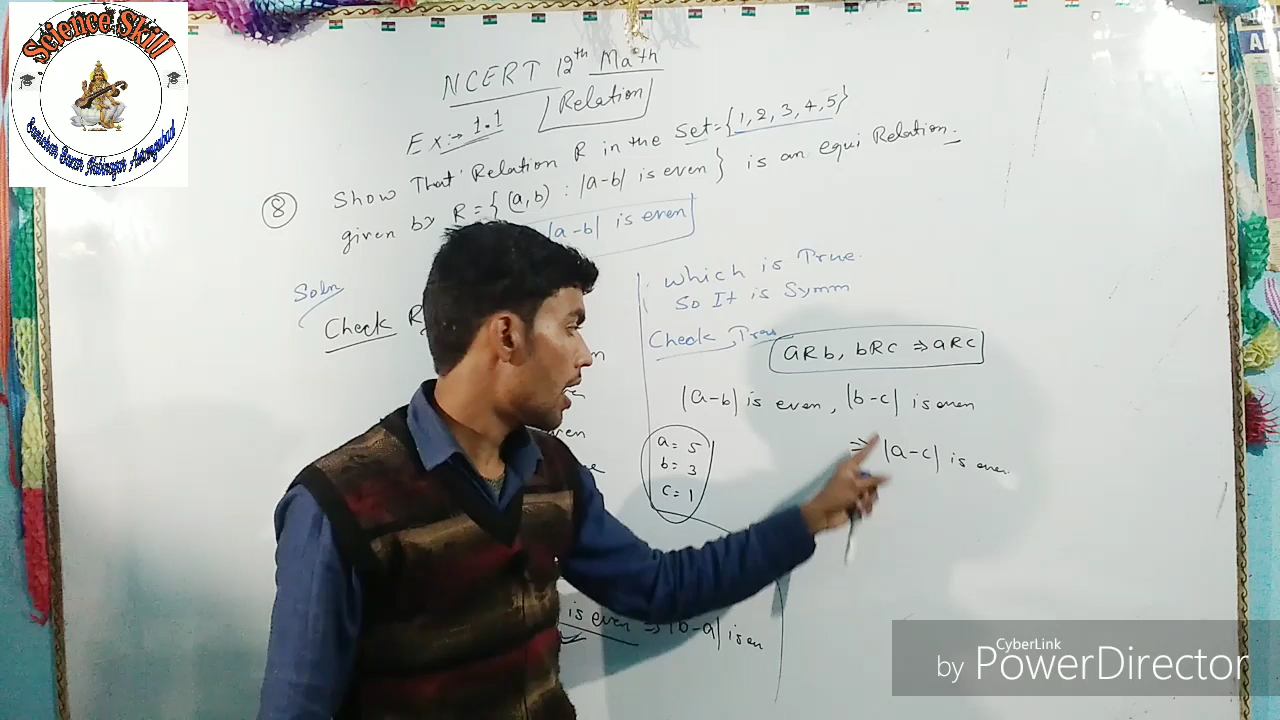 Science Skill
NCERT 12th Math
Relation
Ex:→ 1.1
⑧ Show That Relation R in the Set-{1, 2, 3, 4, 5}
given by R = { (a, b) : |a-b| is even } is an equi Relation.
|a-b| is even
Soln
Check R
which is True.
So It is Symm
Check Tran
aRb, bRc ⇒ aRc
|a-b| is even, |b-c| is even
⇒ |a-c| is even
a = 5
b = 3
c = 1
is even ⇒ |b-a| is en
CyberLink
by PowerDirector